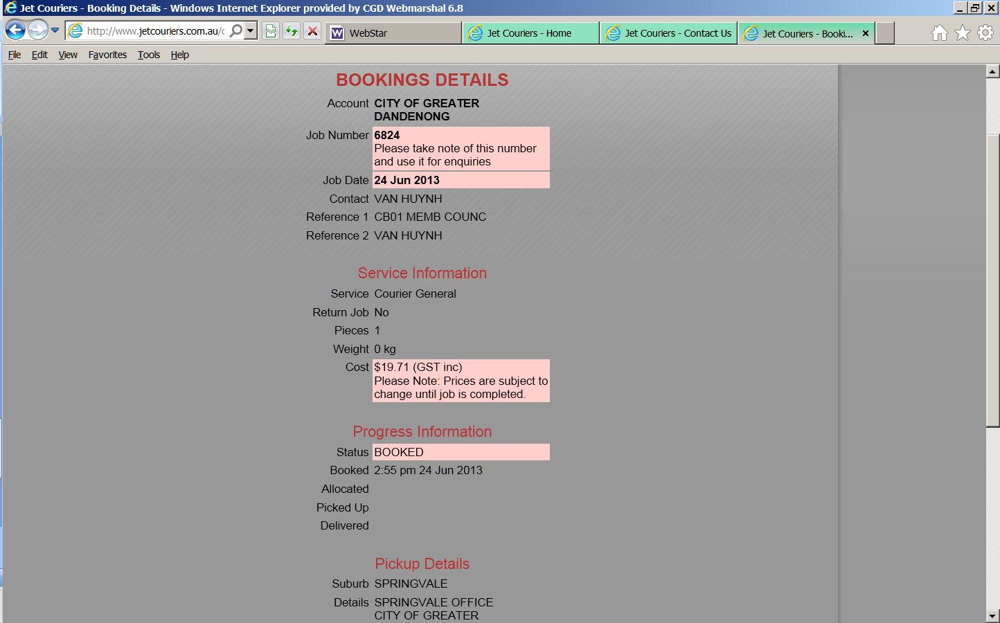 Jet Couriers - Booking Details - Windows Internet Explorer provided by CGD Webmarshal 6.8
http://www.jetcouriers.com.au/c
WebStar
Jet Couriers - Home
Jet Couriers - Contact Us
Jet Couriers - Booki...
File Edit View Favorites Tools Help
BOOKINGS DETAILS
Account CITY OF GREATER
DANDENONG
Job Number 6824
Please take note of this number
and use it for enquiries
Job Date 24 Jun 2013
Contact VAN HUYNH
Reference 1 CB01 MEMB COUNC
Reference 2 VAN HUYNH
Service Information
Service Courier General
Return Job No
Pieces 1
Weight 0 kg
Cost $19.71 (GST inc)
Please Note: Prices are subject to
change until job is completed.
Progress Information
Status BOOKED
Booked 2:55 pm 24 Jun 2013
Allocated
Picked Up
Delivered
Pickup Details
Suburb SPRINGVALE
Details SPRINGVALE OFFICE
CITY OF GREATER